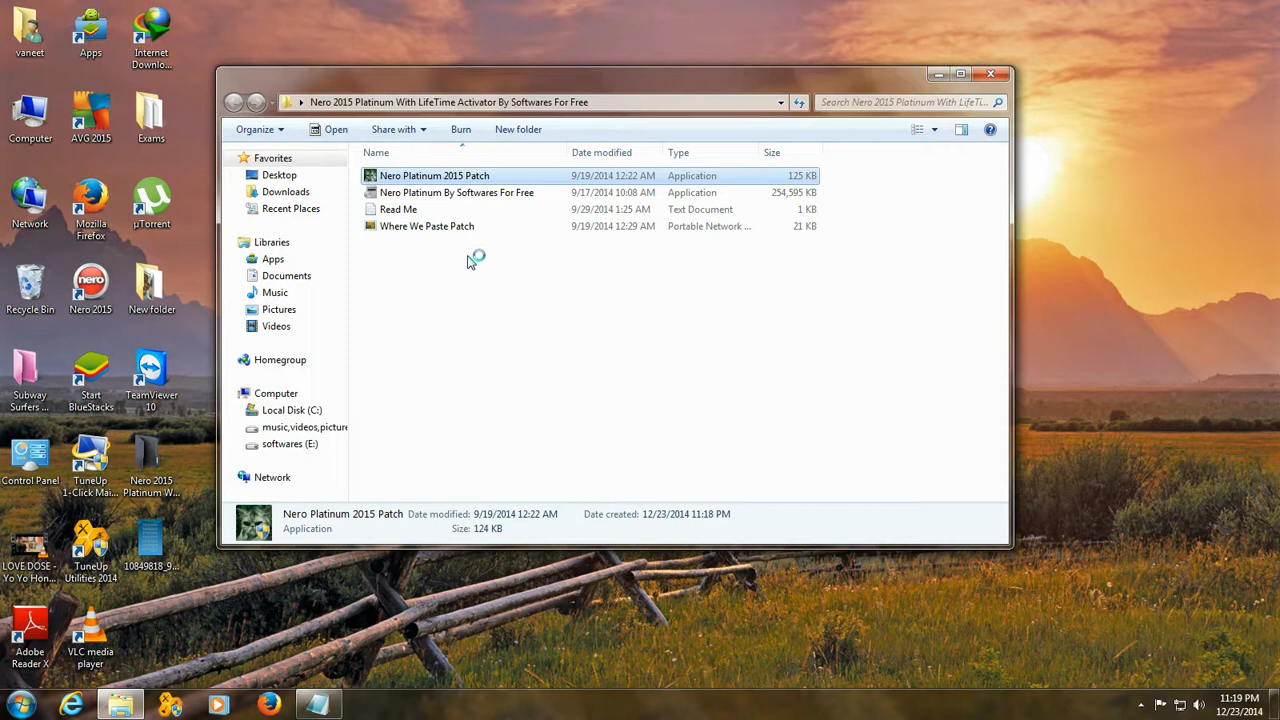 vaneet
Apps
Internet
Downlo...
Computer
AVG 2015
Exams
Network
Mozilla
Firefox
µTorrent
Recycle Bin
nero
Nero 2015
New folder
Subway
Surfers ...
Start
BlueStacks
TeamViewer
10
Control Panel
TuneUp
1-Click Mai...
Nero 2015
Platinum W...
LOVE DOSE -
Yo Yo Hon...
TuneUp
Utilities 2014
10849818_9...
Adobe
Reader X
VLC media
player
Nero 2015 Platinum With LifeTime Activator By Softwares For Free
Search Nero 2015 Platinum With LifeTi...
Organize
Open
Share with
Burn
New folder
Favorites
Desktop
Downloads
Recent Places
Libraries
Apps
Documents
Music
Pictures
Videos
Homegroup
Computer
Local Disk (C:)
music,videos,picture
softwares (E:)
Network
Name Date modified Type Size
Nero Platinum 2015 Patch 9/19/2014 12:22 AM Application 125 KB
Nero Platinum By Softwares For Free 9/17/2014 10:08 AM Application 254,595 KB
Read Me 9/29/2014 1:25 AM Text Document 1 KB
Where We Paste Patch 9/19/2014 12:29 AM Portable Network ... 21 KB
Nero Platinum 2015 Patch Date modified: 9/19/2014 12:22 AM Date created: 12/23/2014 11:18 PM
Application Size: 124 KB
11:19 PM
12/23/2014